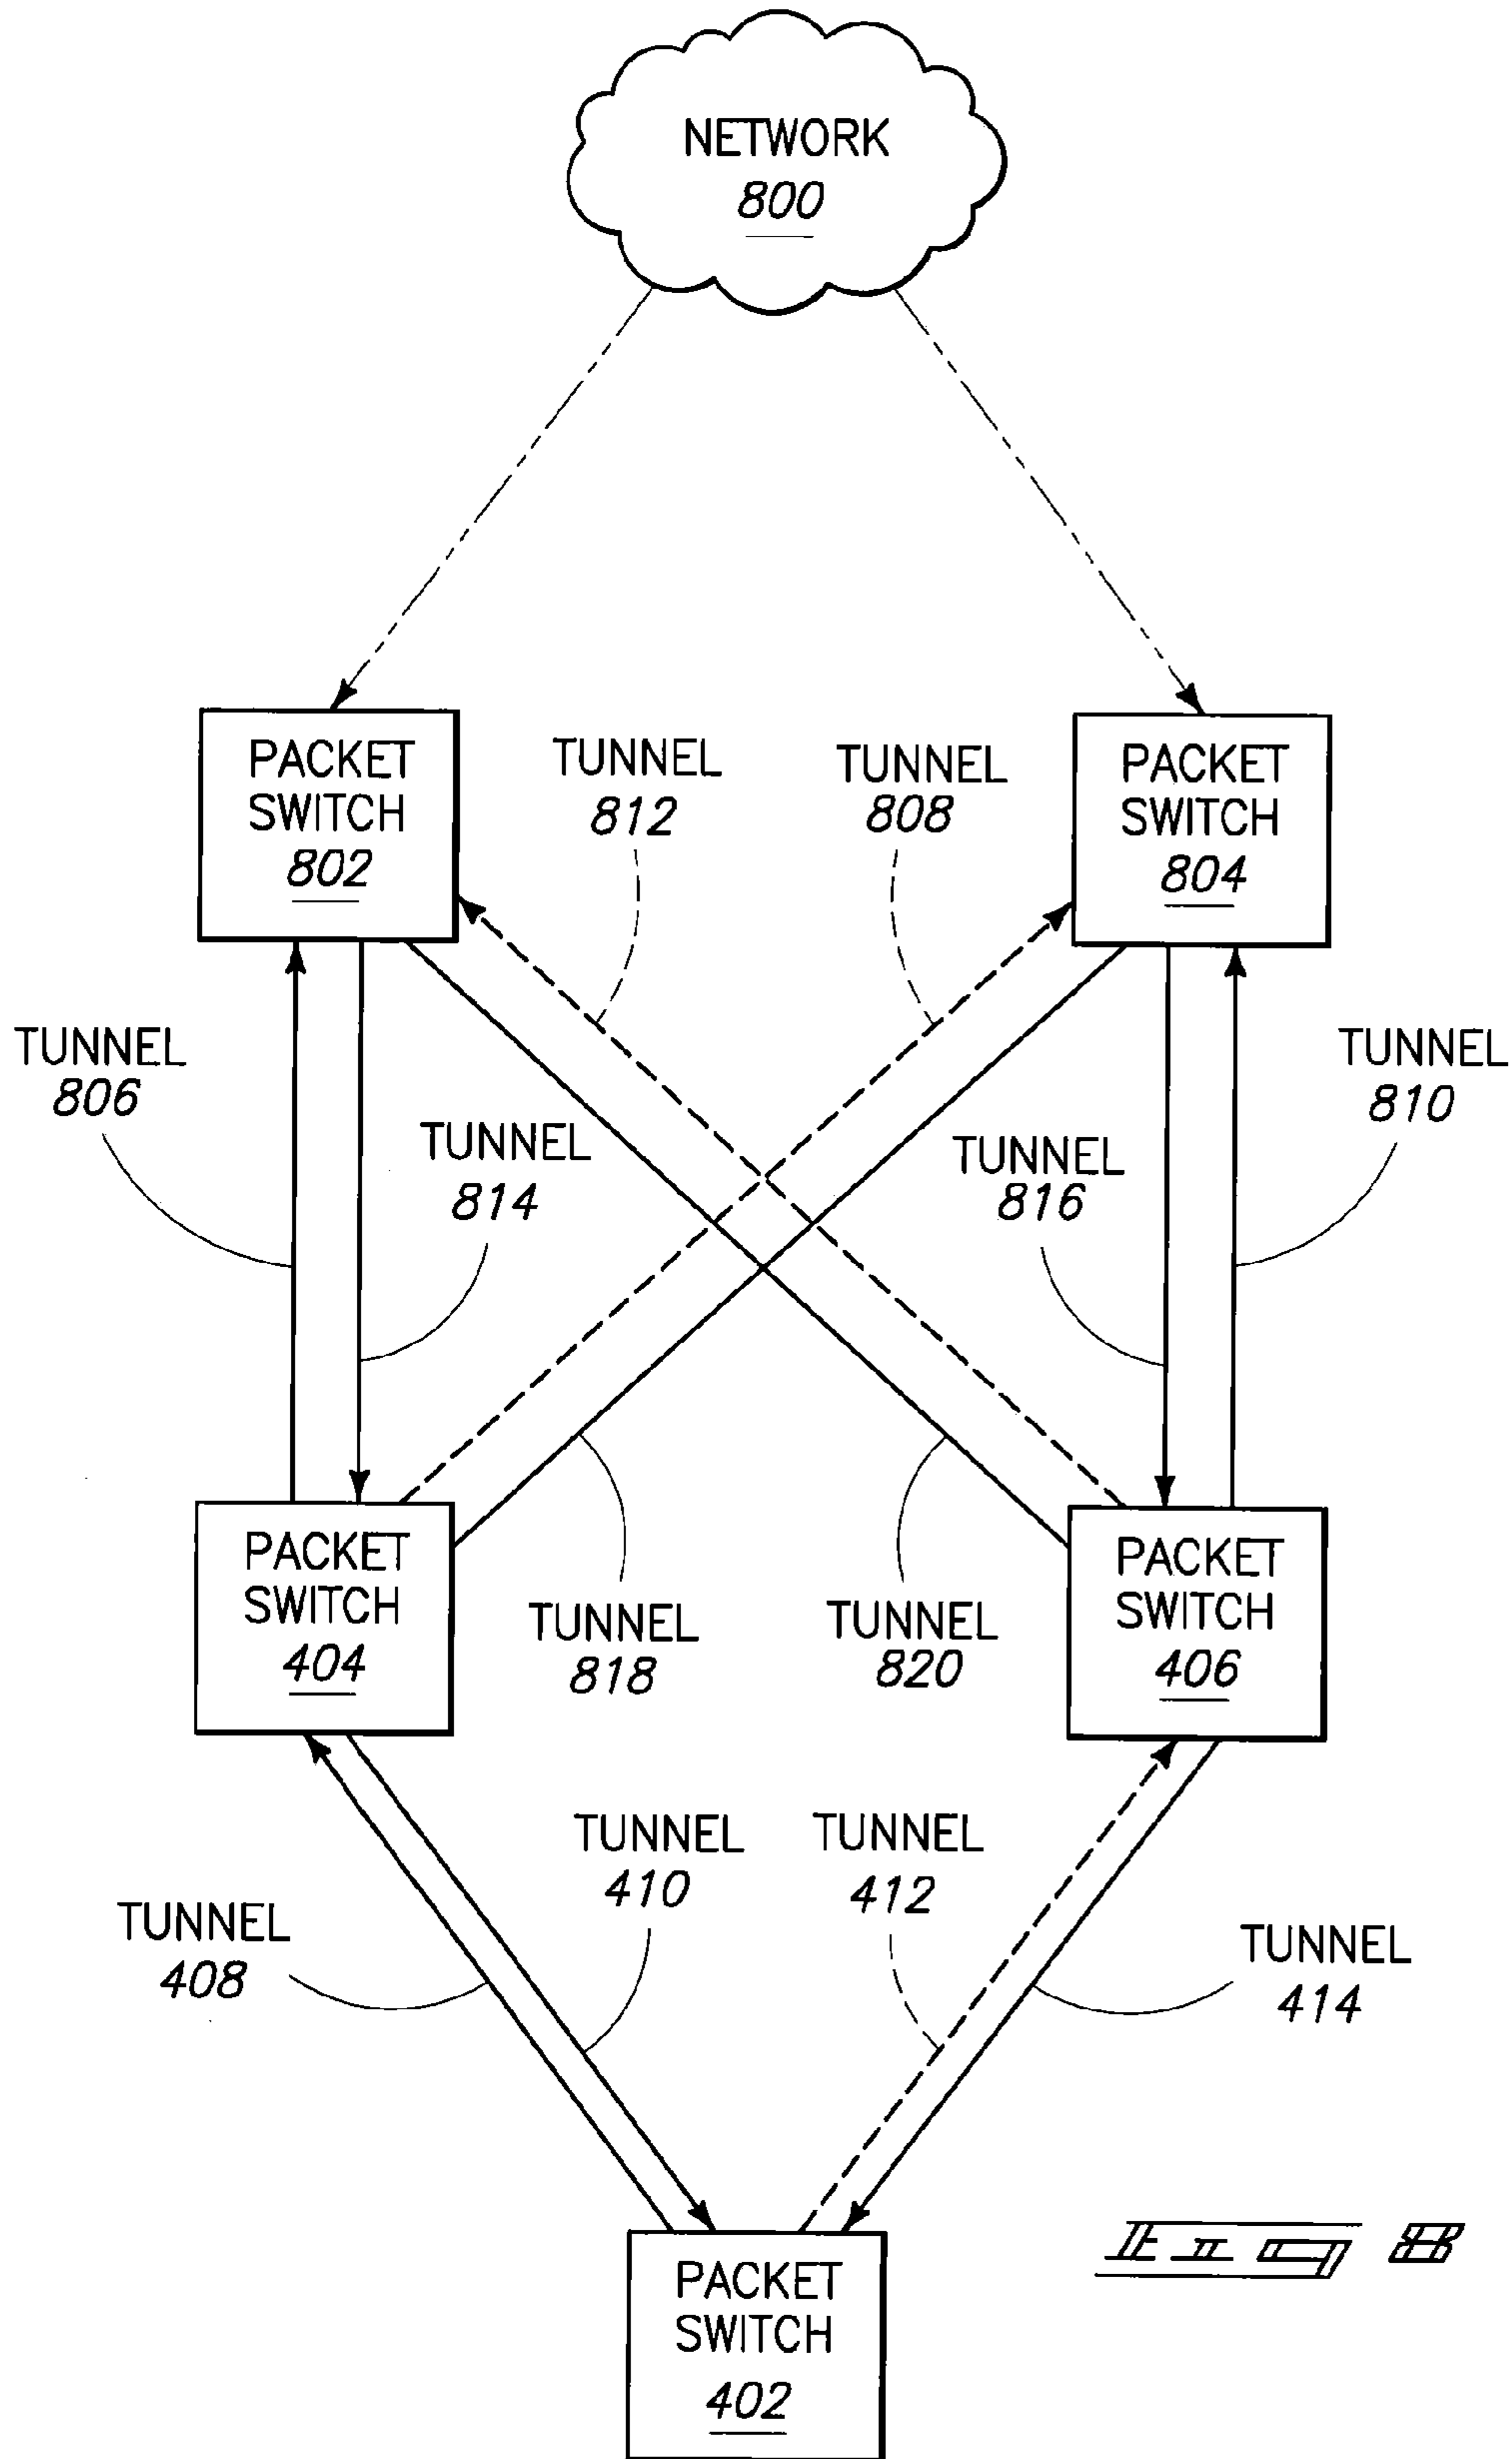 NETWORK
800
PACKET
SWITCH
802
TUNNEL
812
TUNNEL
808
PACKET
SWITCH
804
TUNNEL
806
TUNNEL
814
TUNNEL
816
TUNNEL
810
PACKET
SWITCH
404
TUNNEL
818
TUNNEL
820
PACKET
SWITCH
406
TUNNEL
408
TUNNEL
410
TUNNEL
412
TUNNEL
414
PACKET
SWITCH
402
Fig 8